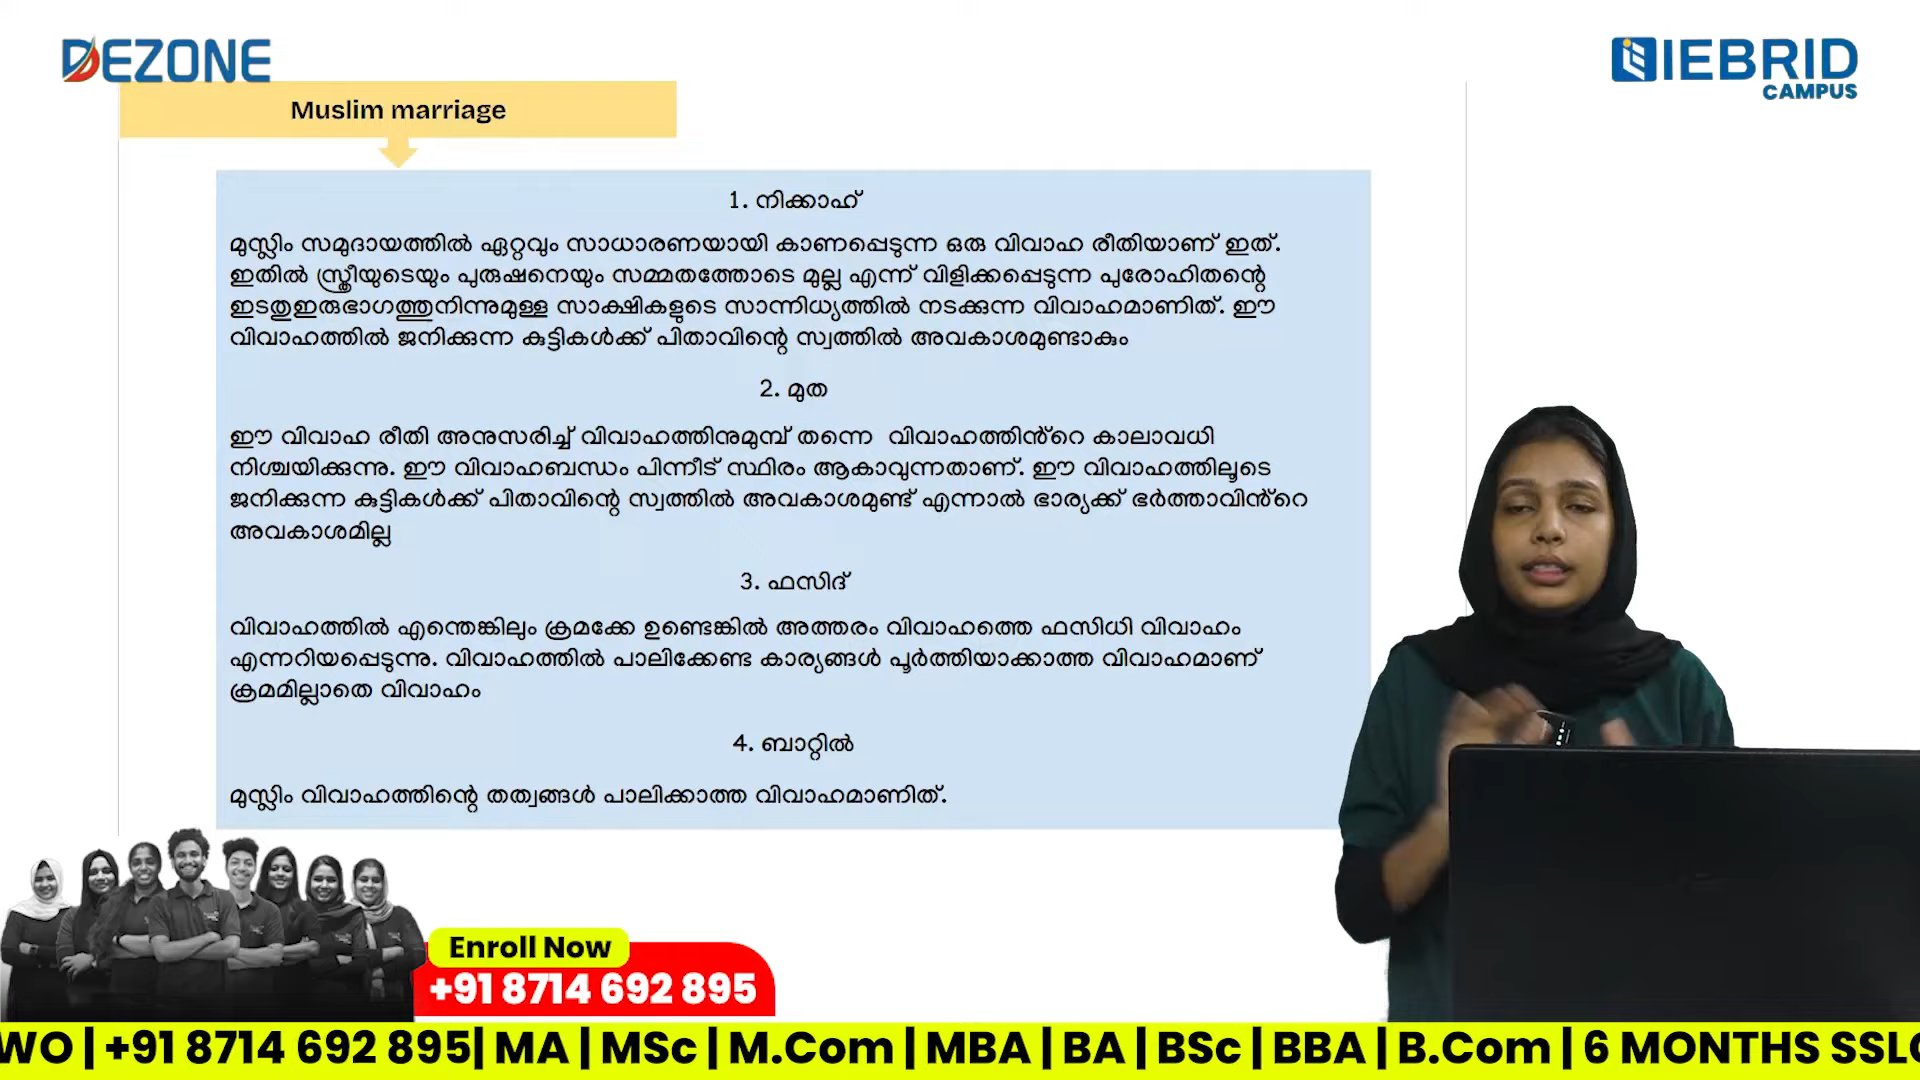 DEZONE
IEBRID
CAMPUS
Muslim marriage
1. നിക്കാഹ്
മുസ്ലിം സമുദായത്തിൽ ഏറ്റവും സാധാരണയായി കാണപ്പെടുന്ന ഒരു വിവാഹ രീതിയാണ് ഇത്.
ഇതിൽ സ്ത്രീയുടെയും പുരുഷനെയും സമ്മതത്തോടെ മുല്ല എന്ന് വിളിക്കപ്പെടുന്ന പുരോഹിതന്റെ
ഇടതുഇരുഭാഗത്തുനിന്നുമുള്ള സാക്ഷികളുടെ സാന്നിധ്യത്തിൽ നടക്കുന്ന വിവാഹമാണിത്. ഈ
വിവാഹത്തിൽ ജനിക്കുന്ന കുട്ടികൾക്ക് പിതാവിന്റെ സ്വത്തിൽ അവകാശമുണ്ടാകും
2. മുത
ഈ വിവാഹ രീതി അനുസരിച്ച് വിവാഹത്തിനുമുമ്പ് തന്നെ വിവാഹത്തിൻ്റെ കാലാവധി
നിശ്ചയിക്കുന്നു. ഈ വിവാഹബന്ധം പിന്നീട് സ്ഥിരം ആകാവുന്നതാണ്. ഈ വിവാഹത്തിലൂടെ
ജനിക്കുന്ന കുട്ടികൾക്ക് പിതാവിന്റെ സ്വത്തിൽ അവകാശമുണ്ട് എന്നാൽ ഭാര്യക്ക് ഭർത്താവിൻ്റെ
അവകാശമില്ല
3. ഫസിദ്
വിവാഹത്തിൽ എന്തെങ്കിലും ക്രമക്കേ ഉണ്ടെങ്കിൽ അത്തരം വിവാഹത്തെ ഫസിധി വിവാഹം
എന്നറിയപ്പെടുന്നു. വിവാഹത്തിൽ പാലിക്കേണ്ട കാര്യങ്ങൾ പൂർത്തിയാക്കാത്ത വിവാഹമാണ്
ക്രമമില്ലാതെ വിവാഹം
4. ബാറ്റിൽ
മുസ്ലിം വിവാഹത്തിന്റെ തത്വങ്ങൾ പാലിക്കാത്ത വിവാഹമാണിത്.
Enroll Now
+91 8714 692 895
WO | +91 8714 692 895| MA | MSc | M.Com | MBA | BA | BSc | BBA | B.Com | 6 MONTHS SSLC